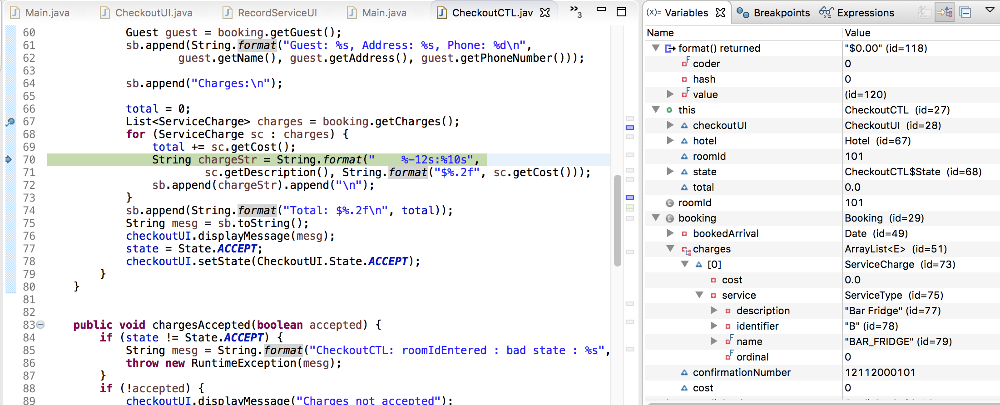 Main.java CheckoutUI.java RecordServiceUI Main.java CheckoutCTL.jav »3
60 Guest guest = booking.getGuest();
61 sb.append(String.format("Guest: %s, Address: %s, Phone: %d\n",
62 guest.getName(), guest.getAddress(), guest.getPhoneNumber()));
63
64 sb.append("Charges:\n");
65
66 total = 0;
67 List<ServiceCharge> charges = booking.getCharges();
68 for (ServiceCharge sc : charges) {
69 total += sc.getCost();
70 String chargeStr = String.format("    %-12s:%10s",
71 sc.getDescription(), String.format("$%.2f", sc.getCost()));
72 sb.append(chargeStr).append("\n");
73 }
74 sb.append(String.format("Total: $%.2f\n", total));
75 String mesg = sb.toString();
76 checkoutUI.displayMessage(mesg);
77 state = State.ACCEPT;
78 checkoutUI.setState(CheckoutUI.State.ACCEPT);
79 }
80 }
81
82
83 public void chargesAccepted(boolean accepted) {
84 if (state != State.ACCEPT) {
85 String mesg = String.format("CheckoutCTL: roomIdEntered : bad state : %s",
86 throw new RuntimeException(mesg);
87 }
88 if (!accepted) {
89 checkoutUI.displayMessage("Charges not accepted");
(x)= Variables Breakpoints Expressions
Name Value
format() returned "$0.00" (id=118)
coder 0
hash 0
value (id=120)
this CheckoutCTL (id=27)
checkoutUI CheckoutUI (id=28)
hotel Hotel (id=67)
roomId 101
state CheckoutCTL$State (id=68)
total 0.0
roomId 101
booking Booking (id=29)
bookedArrival Date (id=49)
charges ArrayList<E> (id=51)
[0] ServiceCharge (id=73)
cost 0.0
service ServiceType (id=75)
description "Bar Fridge" (id=77)
identifier "B" (id=78)
name "BAR_FRIDGE" (id=79)
ordinal 0
confirmationNumber 12112000101
cost 0